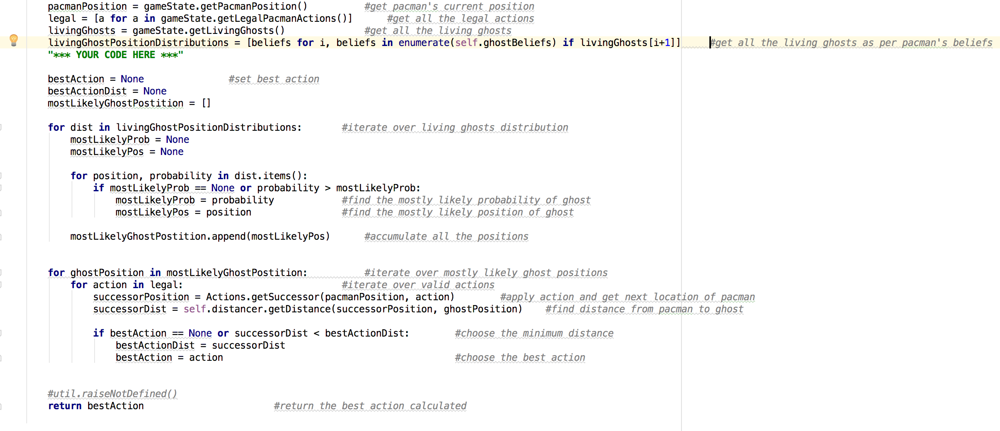 pacmanPosition = gameState.getPacmanPosition()          #get pacman's current position
legal = [a for a in gameState.getLegalPacmanActions()]      #get all the legal actions
livingGhosts = gameState.getLivingGhosts()              #get all the living ghosts
livingGhostPositionDistributions = [beliefs for i, beliefs in enumerate(self.ghostBeliefs) if livingGhosts[i+1]]     #get all the living ghosts as per pacman's beliefs
"*** YOUR CODE HERE ***"
bestAction = None               #set best action
bestActionDist = None
mostLikelyGhostPostition = []
for dist in livingGhostPositionDistributions:       #iterate over living ghosts distribution
    mostLikelyProb = None
    mostLikelyPos = None
    for position, probability in dist.items():
        if mostLikelyProb == None or probability > mostLikelyProb:
            mostLikelyProb = probability            #find the mostly likely probability of ghost
            mostLikelyPos = position                #find the mostly likely position of ghost
    mostLikelyGhostPostition.append(mostLikelyPos)      #accumulate all the positions
for ghostPosition in mostLikelyGhostPostition:          #iterate over mostly likely ghost positions
    for action in legal:                            #iterate over valid actions
        successorPosition = Actions.getSuccessor(pacmanPosition, action)        #apply action and get next location of pacman
        successorDist = self.distancer.getDistance(successorPosition, ghostPosition)    #find distance from pacman to ghost
        if bestAction == None or successorDist < bestActionDist:        #choose the minimum distance
            bestActionDist = successorDist
            bestAction = action                                         #choose the best action
#util.raiseNotDefined()
return bestAction                       #return the best action calculated